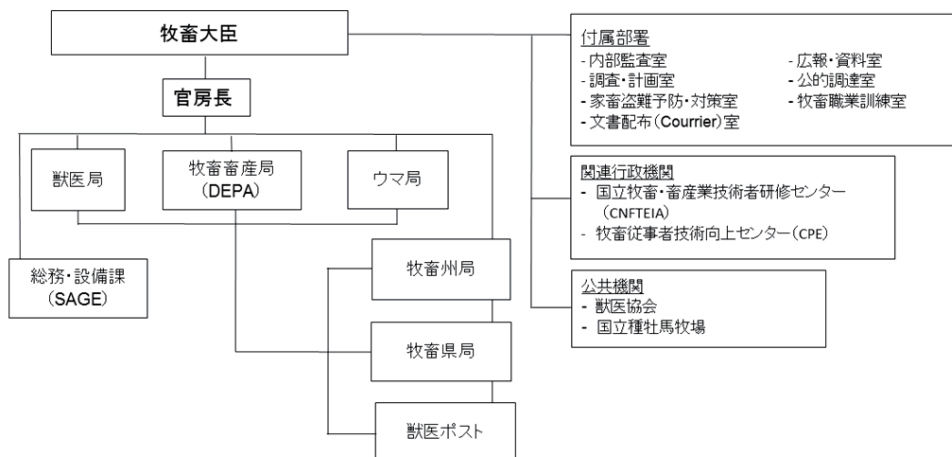 牧畜大臣
官房長
獣医局
牧畜畜産局
(DEPA)
ウマ局
総務・設備課
(SAGE)
牧畜州局
牧畜県局
獣医ポスト
付属部署
- 内部監査室
- 広報・資料室
- 調査・計画室
- 公的調達室
- 家畜盗難予防・対策室
- 牧畜職業訓練室
- 文書配布(Courrier)室
関連行政機関
- 国立牧畜・畜産業技術者研修センター
(CNFTEIA)
- 牧畜従事者技術向上センター(CPE)
公共機関
- 獣医協会
- 国立種牡馬牧場